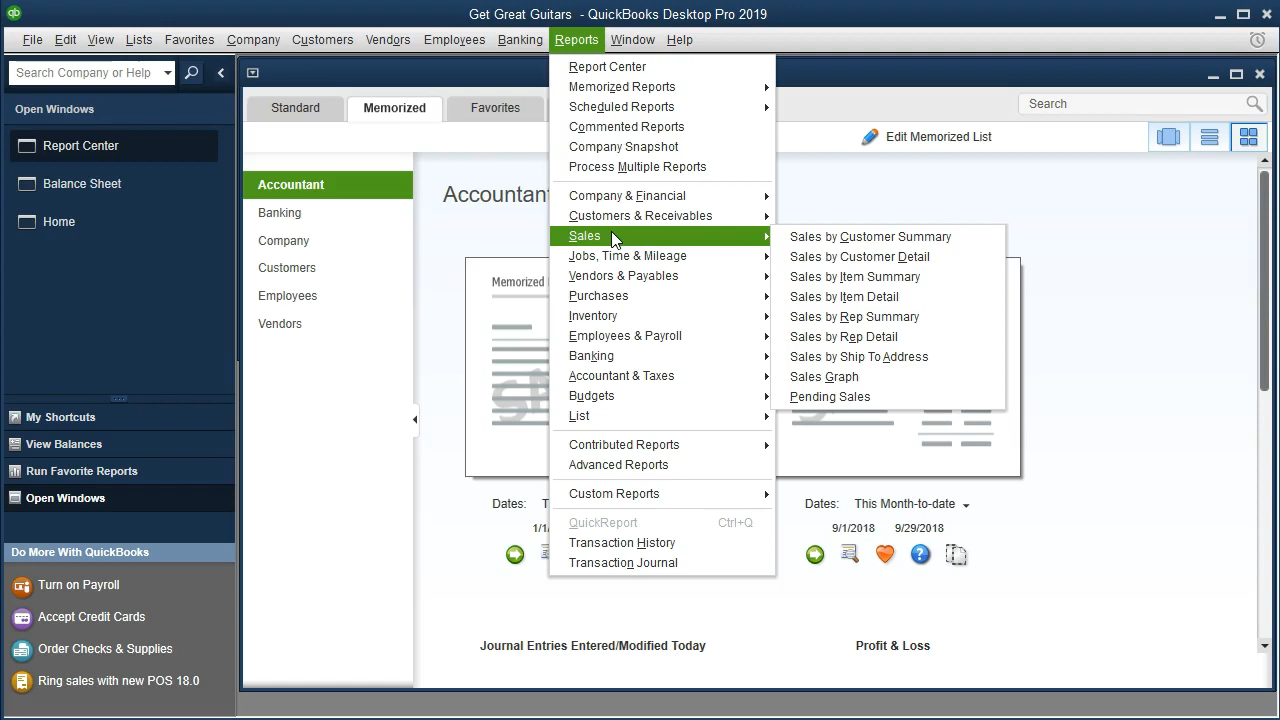 Get Great Guitars - QuickBooks Desktop Pro 2019
File Edit View Lists Favorites Company Customers Vendors Employees Banking Reports Window Help
Search Company or Help
Open Windows
Report Center
Balance Sheet
Home
My Shortcuts
View Balances
Run Favorite Reports
Open Windows
Do More With QuickBooks
Turn on Payroll
Accept Credit Cards
Order Checks & Supplies
Ring sales with new POS 18.0
Standard Memorized Favorites
Search
Edit Memorized List
Accountant
Banking
Company
Customers
Employees
Vendors
Accountant
Memorized
Report Center
Memorized Reports
Scheduled Reports
Commented Reports
Company Snapshot
Process Multiple Reports
Company & Financial
Customers & Receivables
Sales
Jobs, Time & Mileage
Vendors & Payables
Purchases
Inventory
Employees & Payroll
Banking
Accountant & Taxes
Budgets
List
Contributed Reports
Advanced Reports
Custom Reports
QuickReport Ctrl+Q
Transaction History
Transaction Journal
Sales by Customer Summary
Sales by Customer Detail
Sales by Item Summary
Sales by Item Detail
Sales by Rep Summary
Sales by Rep Detail
Sales by Ship To Address
Sales Graph
Pending Sales
Dates:
Dates: This Month-to-date
9/1/2018 9/29/2018
Journal Entries Entered/Modified Today
Profit & Loss